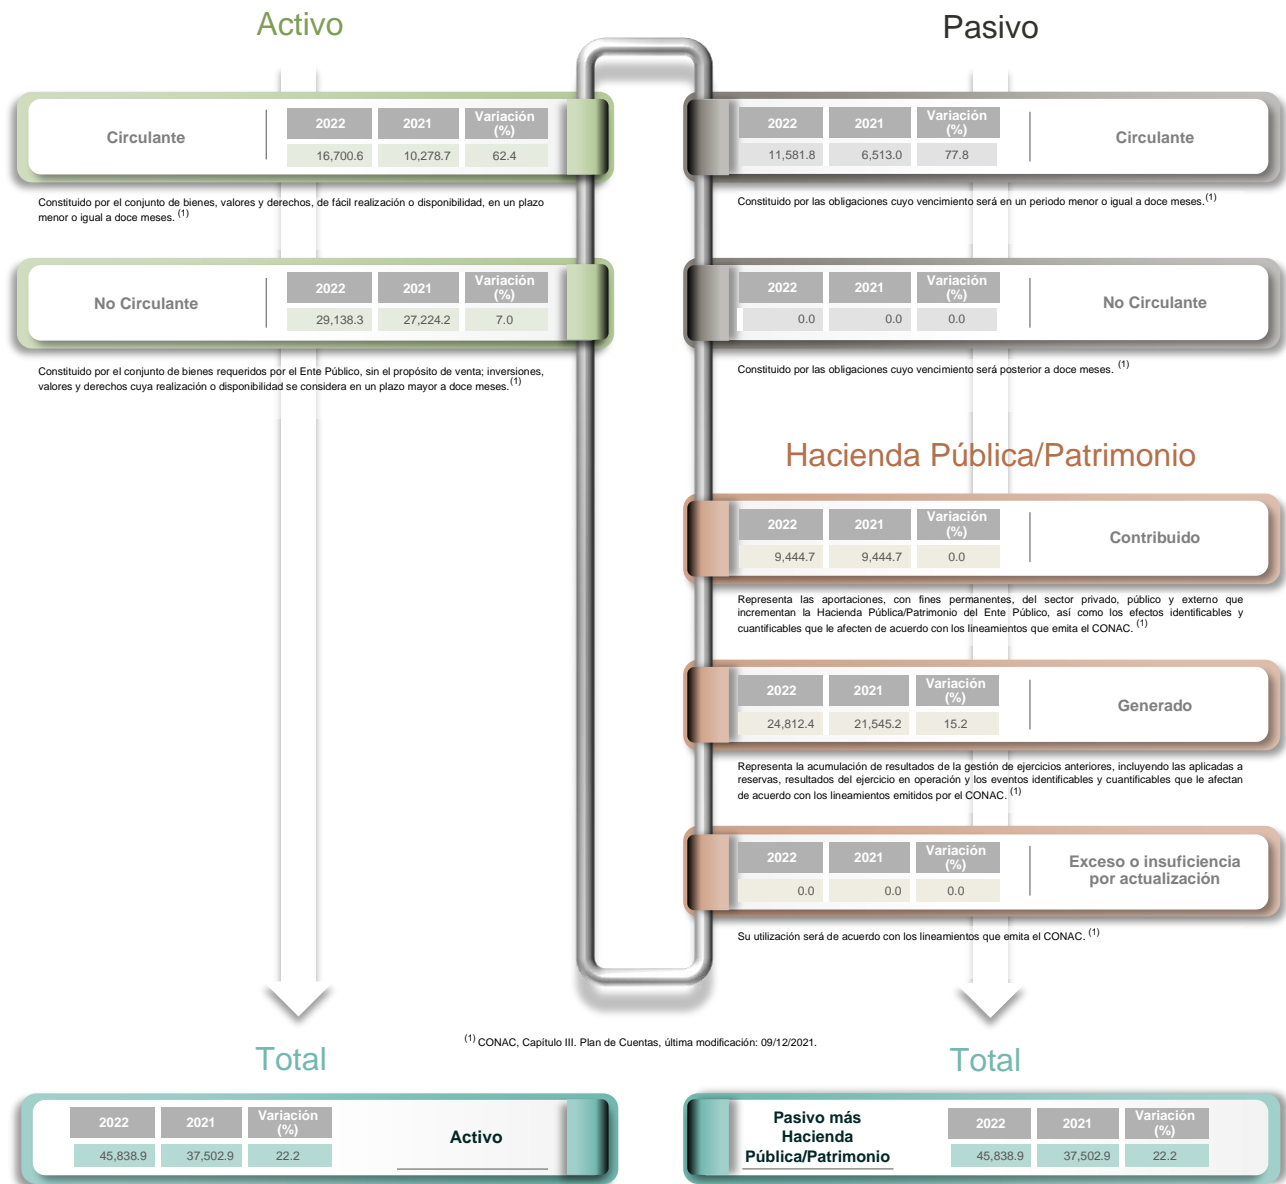 Activo
Circulante
2022 2021 Variación (%)
16,700.6 10,278.7 62.4
Constituido por el conjunto de bienes, valores y derechos, de fácil realización o disponibilidad, en un plazo
menor o igual a doce meses. (1)
No Circulante
2022 2021 Variación (%)
29,138.3 27,224.2 7.0
Constituido por el conjunto de bienes requeridos por el Ente Público, sin el propósito de venta; inversiones,
valores y derechos cuya realización o disponibilidad se considera en un plazo mayor a doce meses. (1)
Pasivo
2022 2021 Variación (%)
11,581.8 6,513.0 77.8
Circulante
Constituido por las obligaciones cuyo vencimiento será en un periodo menor o igual a doce meses. (1)
2022 2021 Variación (%)
0.0 0.0 0.0
No Circulante
Constituido por las obligaciones cuyo vencimiento será posterior a doce meses. (1)
Hacienda Pública/Patrimonio
2022 2021 Variación (%)
9,444.7 9,444.7 0.0
Contribuido
Representa las aportaciones, con fines permanentes, del sector privado, público y externo que
incrementan la Hacienda Pública/Patrimonio del Ente Público, así como los efectos identificables y
cuantificables que le afecten de acuerdo con los lineamientos que emita el CONAC. (1)
2022 2021 Variación (%)
24,812.4 21,545.2 15.2
Generado
Representa la acumulación de resultados de la gestión de ejercicios anteriores, incluyendo las aplicadas a
reservas, resultados del ejercicio en operación y los eventos identificables y cuantificables que le afectan
de acuerdo con los lineamientos emitidos por el CONAC. (1)
2022 2021 Variación (%)
0.0 0.0 0.0
Exceso o insuficiencia
por actualización
Su utilización será de acuerdo con los lineamientos que emita el CONAC. (1)
(1) CONAC, Capítulo III. Plan de Cuentas, última modificación: 09/12/2021.
Total
2022 2021 Variación (%)
45,838.9 37,502.9 22.2
Activo
Total
Pasivo más
Hacienda
Pública/Patrimonio
2022 2021 Variación (%)
45,838.9 37,502.9 22.2